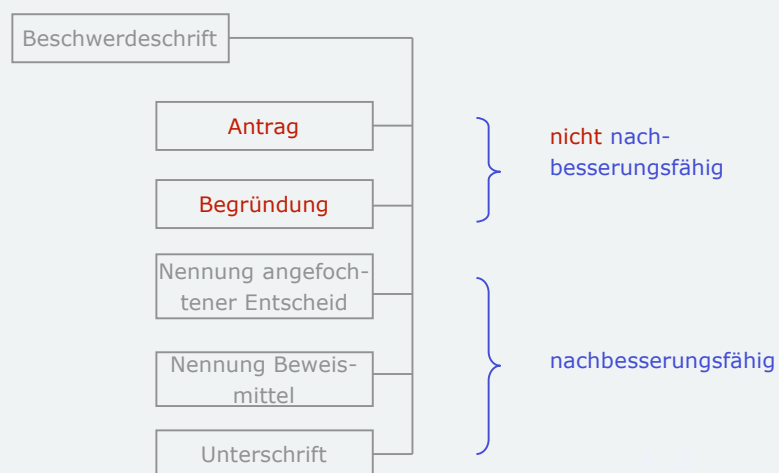 Beschwerdeschrift
Antrag
Begründung
nicht nach-
besserungsfähig
Nennung angefoch-
tener Entscheid
Nennung Beweis-
mittel
Unterschrift
nachbesserungsfähig